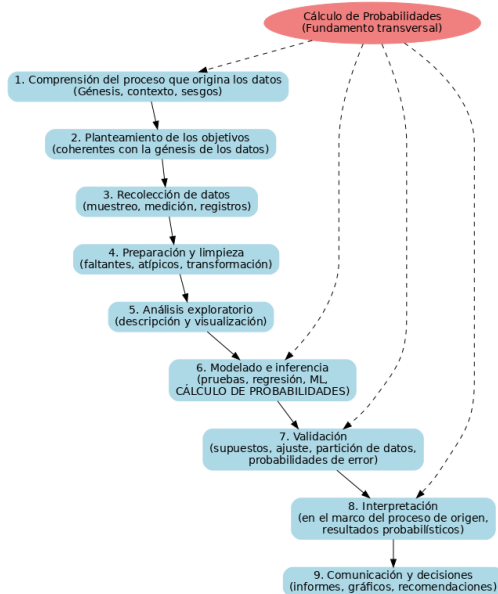 Cálculo de Probabilidades
(Fundamento transversal)
1. Comprensión del proceso que origina los datos
(Génesis, contexto, sesgos)
2. Planteamiento de los objetivos
(coherentes con la génesis de los datos)
3. Recolección de datos
(muestreo, medición, registros)
4. Preparación y limpieza
(faltantes, atípicos, transformación)
5. Análisis exploratorio
(descripción y visualización)
6. Modelado e inferencia
(pruebas, regresión, ML,
CÁLCULO DE PROBABILIDADES)
7. Validación
(supuestos, ajuste, partición de datos,
probabilidades de error)
8. Interpretación
(en el marco del proceso de origen,
resultados probabilísticos)
9. Comunicación y decisiones
(informes, gráficos, recomendaciones)